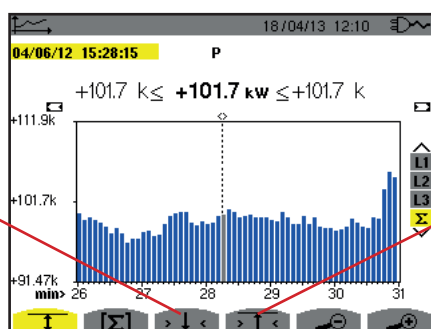 18/04/13 12:10
04/06/12 15:28:15 P
+101.7 k≤ +101.7 kW ≤+101.7 k
+111.9k
L1
L2
L3
Σ
+101.7k
+91.47k
min> 26 27 28 29 30 31
[Σ] >↓< >↑<